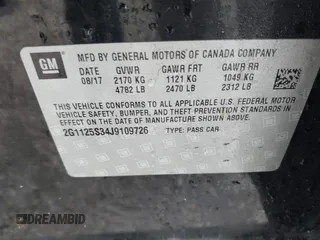 GM
MFD BY GENERAL MOTORS OF CANADA COMPANY
DATE GVWR GAWR FRT GAWR RR
08/17 2170 KG 1121 KG 1049 KG
4782 LB 2470 LB 2312 LB
THIS VEHICLE CONFORMS TO ALL APPLICABLE U.S. FEDERAL MOTOR
VEHICLE SAFETY, BUMPER, AND THEFT PREVENTION STANDARDS
IN EFFECT ON THE DATE OF MANUFACTURE SHOWN ABOVE.
2G1125S34J9109726 TYPE: PASS CAR
DREAMBID